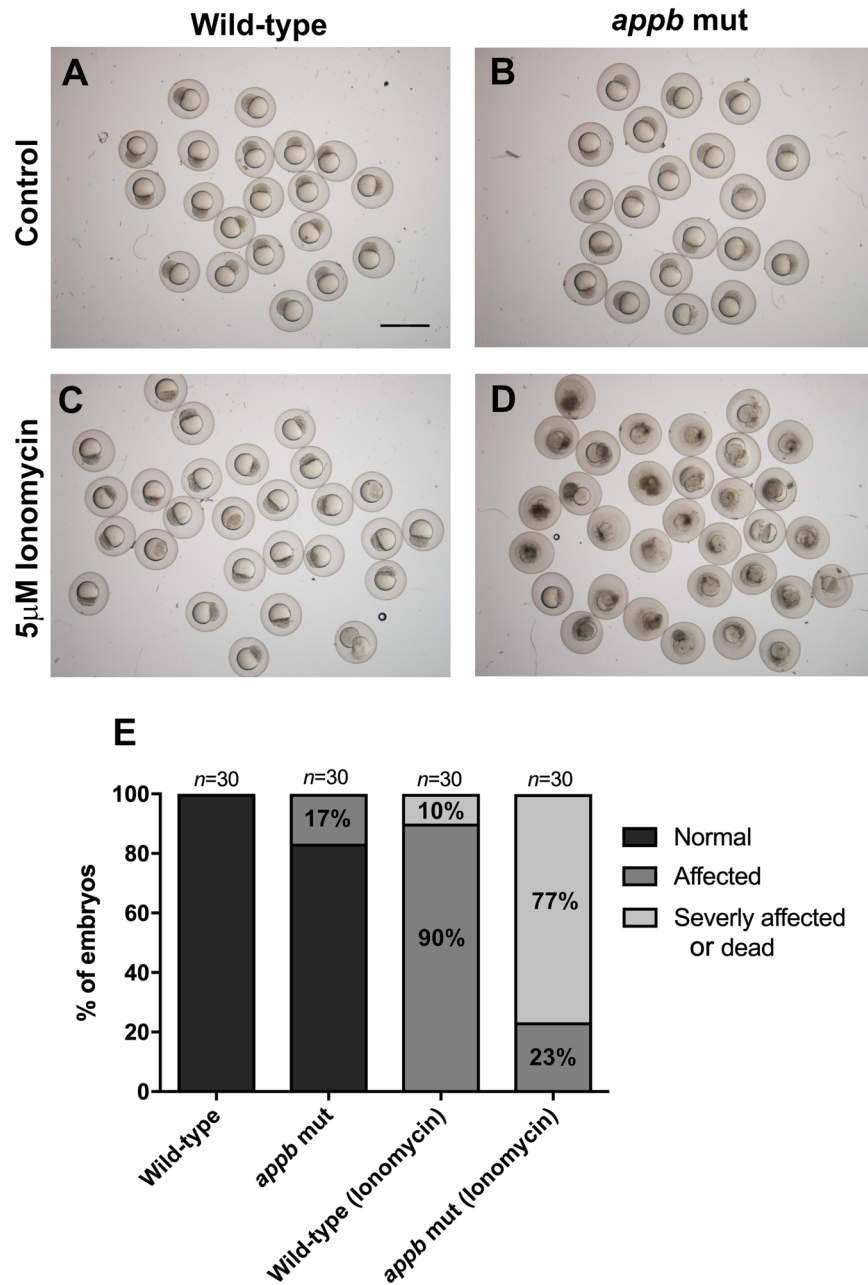 Wild-type
appb mut
Control
A
B
5μM Ionomycin
C
D
E
n=30
n=30
n=30
n=30
100
80
60
40
20
0
% of embryos
17%
10%
90%
77%
23%
Normal
Affected
Severly affected
or dead
Wild-type
appb mut
Wild-type (Ionomycin)
appb mut (Ionomycin)